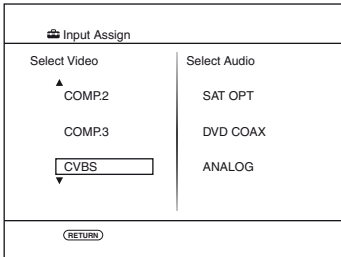 Input Assign
Select Video
Select Audio
COMP.2
SAT OPT
COMP.3
DVD COAX
CVBS
ANALOG
RETURN